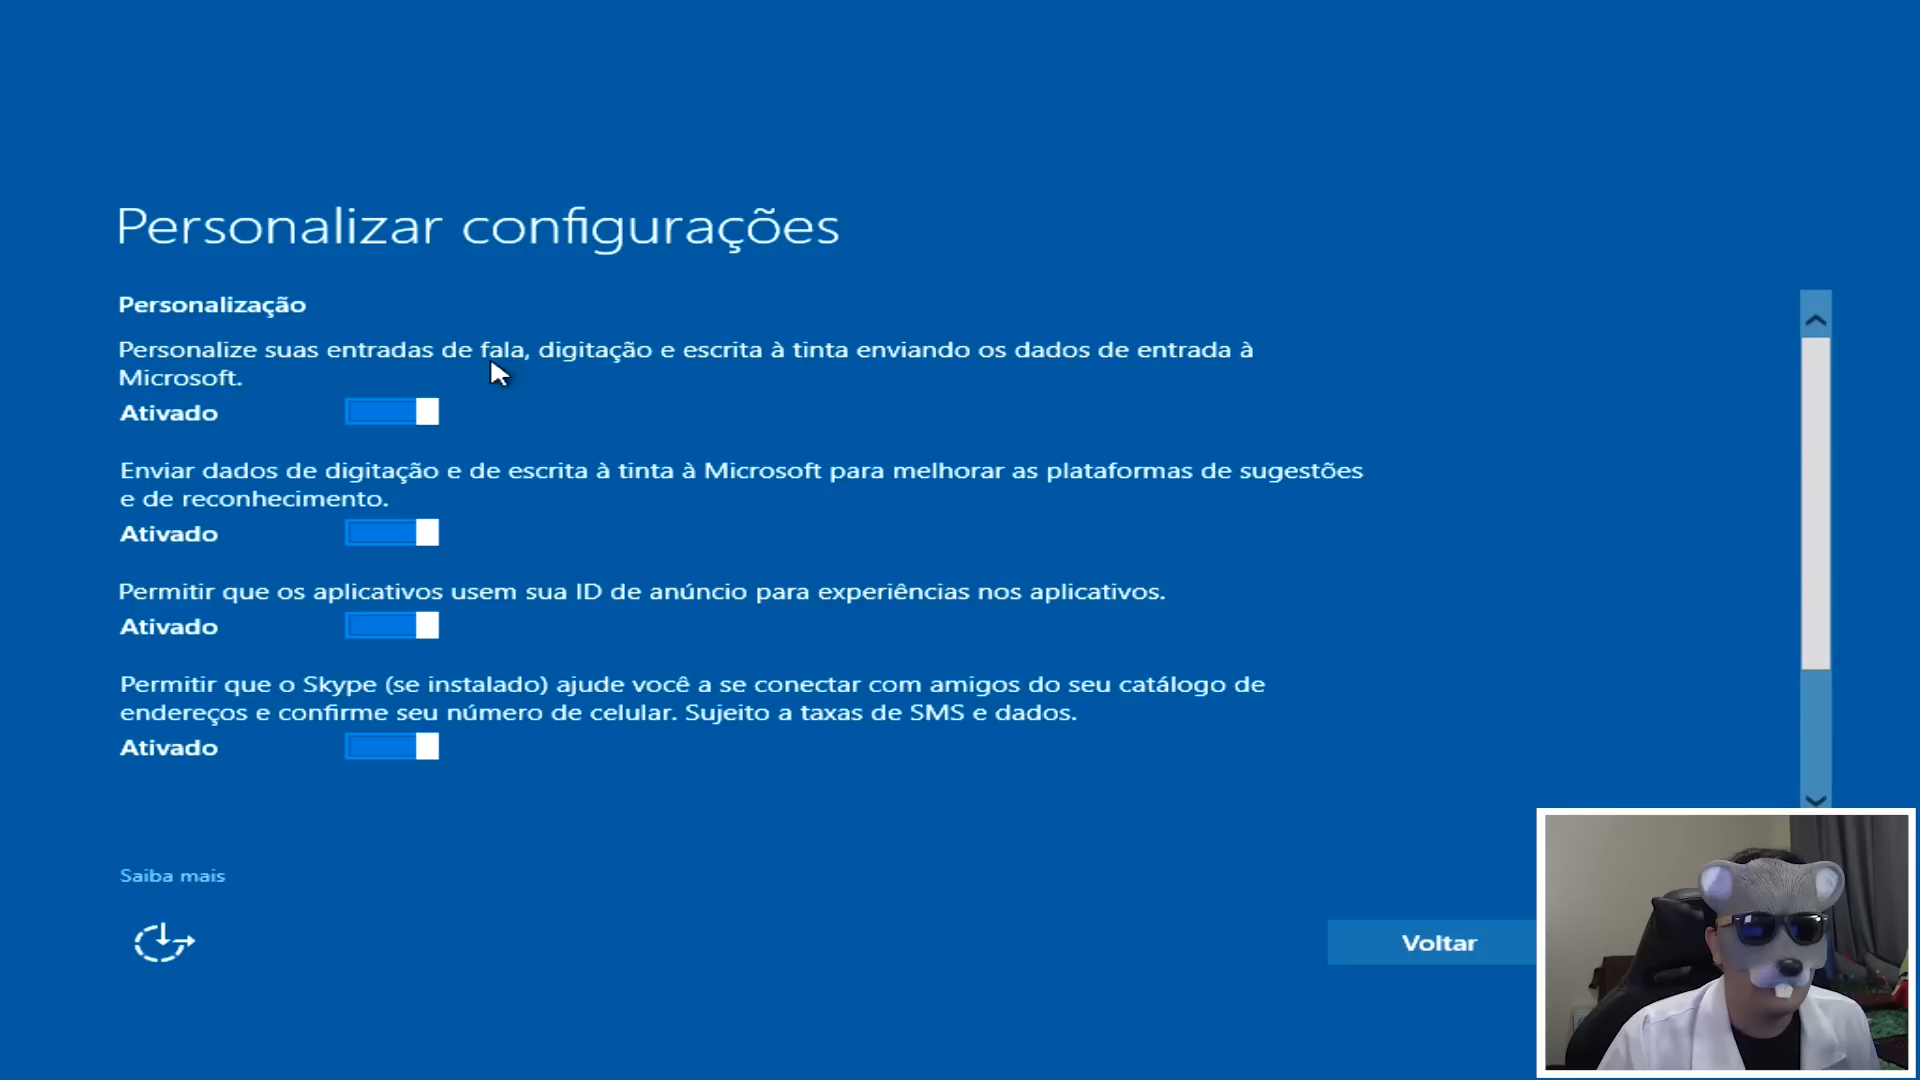 Personalizar configurações
Personalização
Personalize suas entradas de fala, digitação e escrita à tinta enviando os dados de entrada à
Microsoft.
Ativado
Enviar dados de digitação e de escrita à tinta à Microsoft para melhorar as plataformas de sugestões
e de reconhecimento.
Ativado
Permitir que os aplicativos usem sua ID de anúncio para experiências nos aplicativos.
Ativado
Permitir que o Skype (se instalado) ajude você a se conectar com amigos do seu catálogo de
endereços e confirme seu número de celular. Sujeito a taxas de SMS e dados.
Ativado
Saiba mais
Voltar